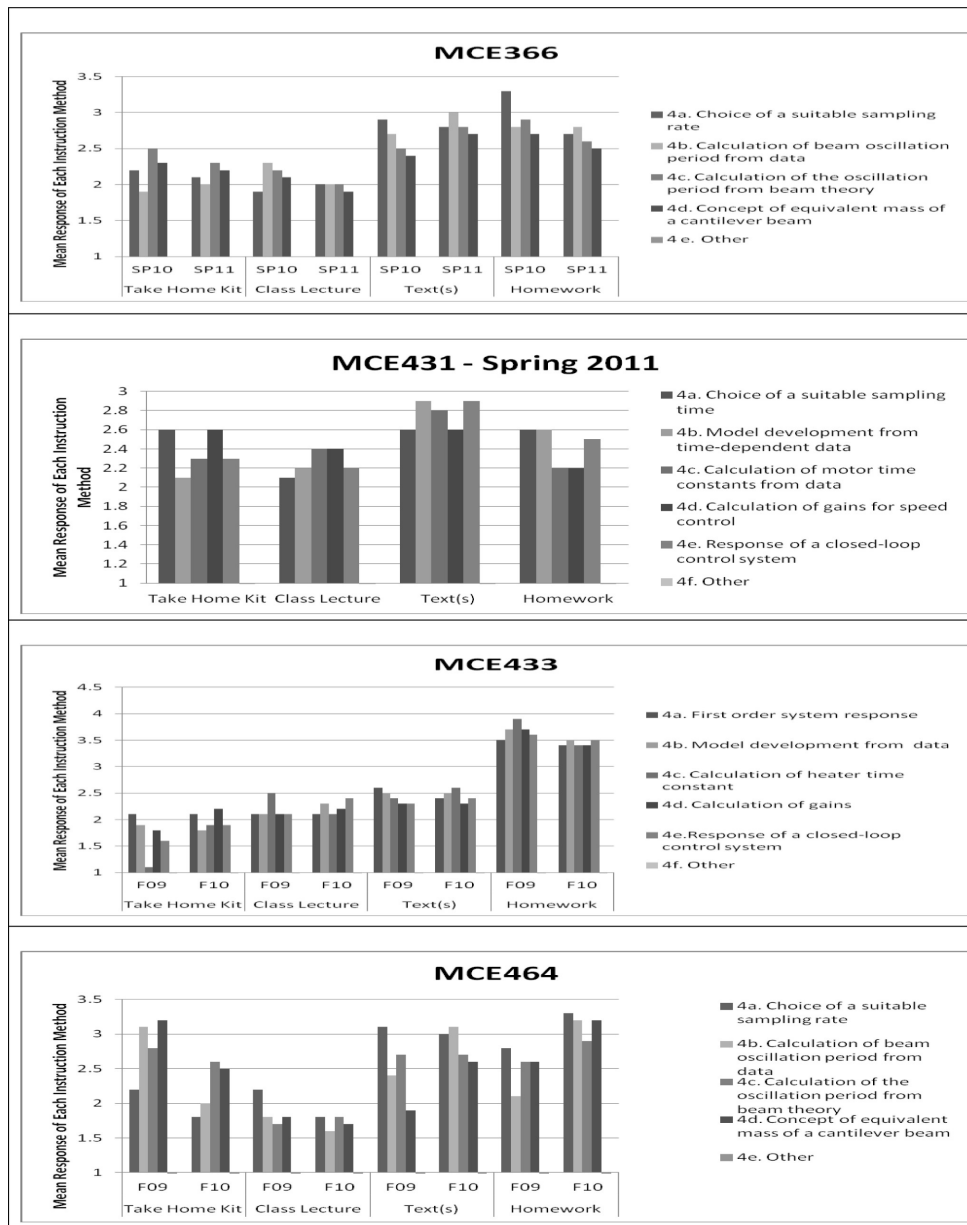 MCE366
Mean Response of Each Instruction Method
3.5
3
2.5
2
1.5
1
SP10 SP11 SP10 SP11 SP10 SP11 SP10 SP11
Take Home Kit Class Lecture Text(s) Homework
4a. Choice of a suitable sampling
rate
4b. Calculation of beam oscillation
period from data
4c. Calculation of the oscillation
period from beam theory
4d. Concept of equivalent mass of
a cantilever beam
4 e. Other
MCE431 - Spring 2011
Mean Response of Each Instruction
Method
3
2.8
2.6
2.4
2.2
2
1.8
1.6
1.4
1.2
1
Take Home Kit Class Lecture Text(s) Homework
4a. Choice of a suitable sampling
time
4b. Model development from
time-dependent data
4c. Calculation of motor time
constants from data
4d. Calculation of gains for speed
control
4e. Response of a closed-loop
control system
4f. Other
MCE433
Mean Response of Each Instruction Method
4.5
4
3.5
3
2.5
2
1.5
1
F09 F10 F09 F10 F09 F10 F09 F10
Take Home Kit Class Lecture Text(s) Homework
4a. First order system response
4b. Model development from data
4c. Calculation of heater time
constant
4d. Calculation of gains
4e.Response of a closed-loop
control system
4f. Other
MCE464
Mean Response of Each Instruction Method
3.5
3
2.5
2
1.5
1
F09 F10 F09 F10 F09 F10 F09 F10
Take Home Kit Class Lecture Text(s) Homework
4a. Choice of a suitable
sampling rate
4b. Calculation of beam
oscillation period from
data
4c. Calculation of the
oscillation period from
beam theory
4d. Concept of equivalent
mass of a cantilever beam
4e. Other